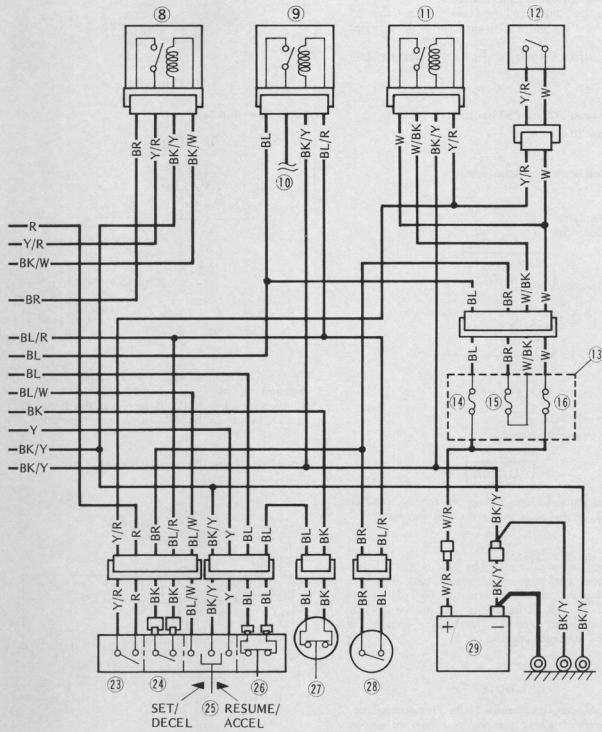 ⑧ ⑨ ⑪ ⑫
BR Y/R BK/Y BK/W
BL BK/Y BL/R
⑩
W W/BK BK/Y Y/R
Y/R W
Y/R W
R
Y/R
BK/W
BR
BL/R
BL
BL
BL/W
BK
Y
BK/Y
BK/Y
BL BR W/BK W
BL BR W/BK W
⑬
⑭ ⑮ ⑯
Y/R R BR BL/R BL/W BK/Y Y BL BL BK BR BL/R
W/R BK/Y
Y/R R BK BK BL/W BK/Y Y BL BL BL BK BR BL
W/R BK/Y BK/Y BK/Y
+ −
㉙
㉓ ㉔ ㉕ ㉖ ㉗ ㉘
SET/ RESUME/
DECEL ACCEL